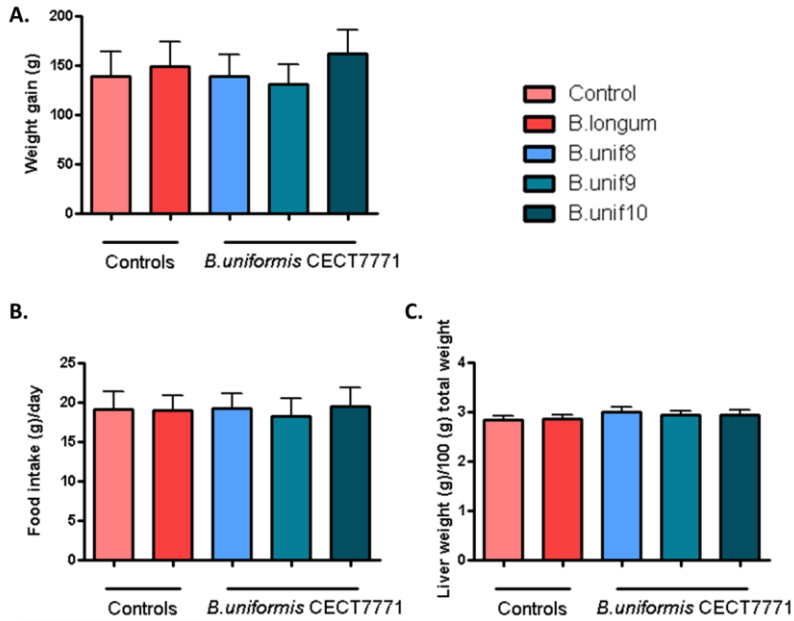 A.
Weight gain (g)
200
150
100
50
0
Controls
B.uniformis CECT7771
Control
B.longum
B.unif8
B.unif9
B.unif10
B.
Food intake (g)/day
25
20
15
10
5
0
Controls
B.uniformis CECT7771
C.
Liver weight (g)/100 (g) total weight
4
3
2
1
0
Controls
B.uniformis CECT7771